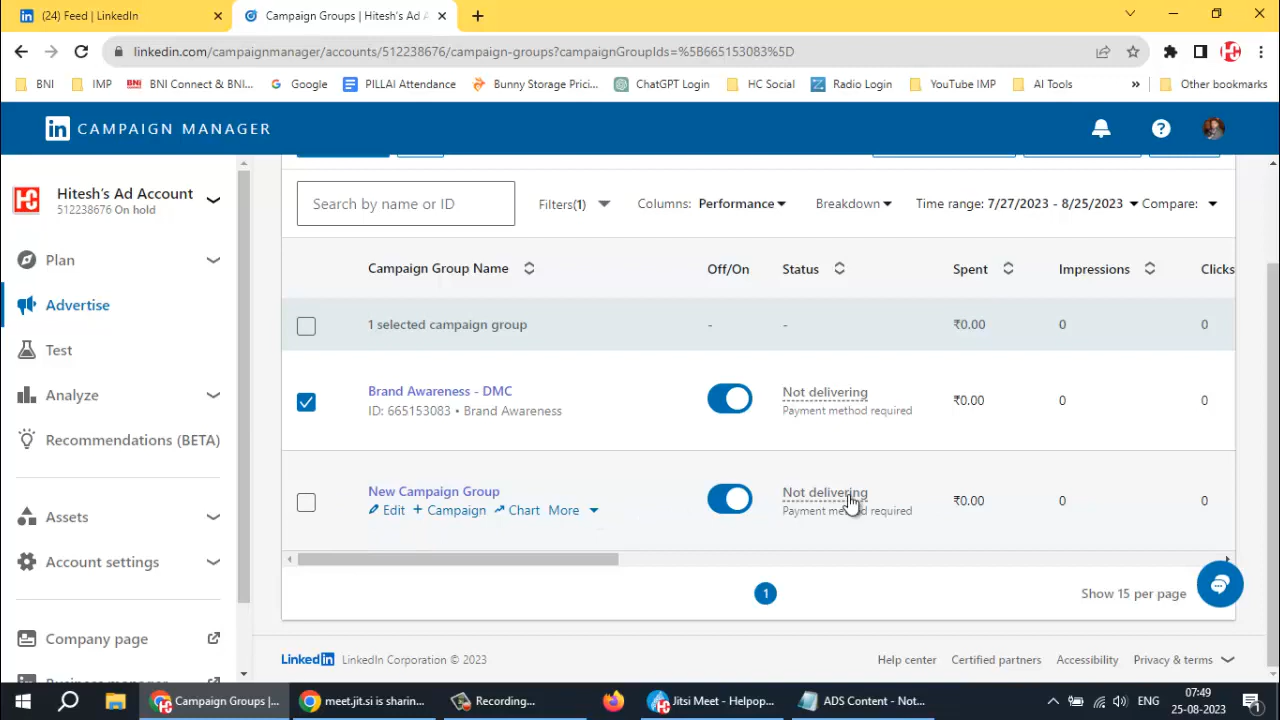 (24) Feed | LinkedIn
Campaign Groups | Hitesh's Ad A
linkedin.com/campaignmanager/accounts/512238676/campaign-groups?campaignGroupIds=%5B665153083%5D
BNI
IMP
BNI BNI Connect & BNI...
Google
PILLAI Attendance
Bunny Storage Pricі...
ChatGPT Login
HC Social
Radio Login
YouTube IMP
AI Tools
»
Other bookmarks
in CAMPAIGN MANAGER
HC
Hitesh's Ad Account
512238676 On hold
Plan
Advertise
Test
Analyze
Recommendations (BETA)
Assets
Account settings
Company page
Search by name or ID
Filters(1)
Columns: Performance
Breakdown
Time range: 7/27/2023 - 8/25/2023
Compare:
Campaign Group Name
Off/On
Status
Spent
Impressions
Clicks
1 selected campaign group
-
-
₹0.00
0
0
Brand Awareness - DMC
ID: 665153083 • Brand Awareness
Not delivering
Payment method required
₹0.00
0
0
New Campaign Group
Edit + Campaign Chart More
Not delivering
Payment method required
₹0.00
0
0
1
Show 15 per page
LinkedIn LinkedIn Corporation © 2023
Help center
Certified partners
Accessibility
Privacy & terms
Campaign Groups |...
meet.jit.si is sharin...
Recording...
Jitsi Meet - Helpop...
ADS Content - Not...
ENG
07:49
25-08-2023
1